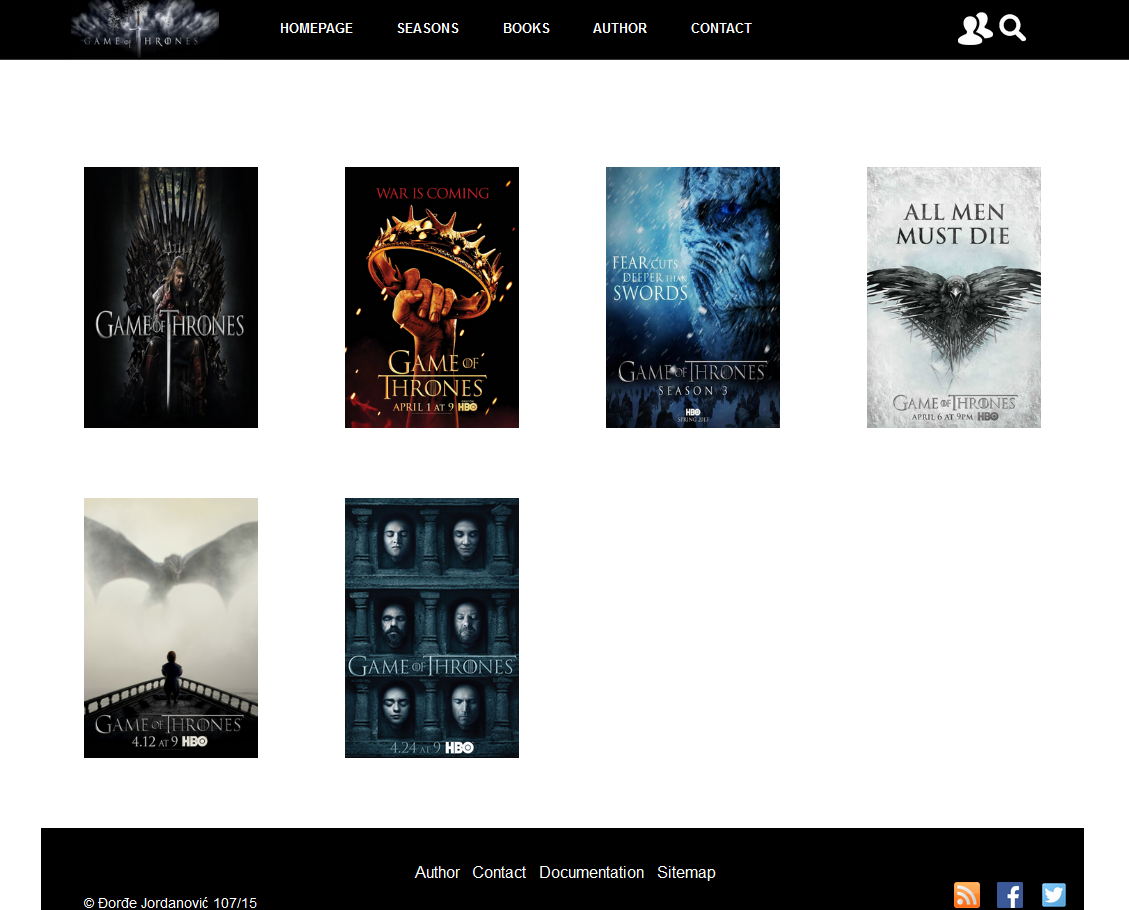 GAME OF THRONES
HOMEPAGE SEASONS BOOKS AUTHOR CONTACT
GAME OF THRONES
WAR IS COMING
GAME OF
THRONES
APRIL 1 AT 9 HBO
FEAR CUTS
DEEPER THAN
SWORDS
GAME OF THRONES
SEASON 3
HBO
SPRING 2013
ALL MEN
MUST DIE
GAME OF THRONES
APRIL 6 AT 9PM HBO
GAME OF THRONES
4.12 AT 9 HBO
GAME OF THRONES
4.24 AT 9 HBO
Author Contact Documentation Sitemap
© Đorđe Jordanović 107/15